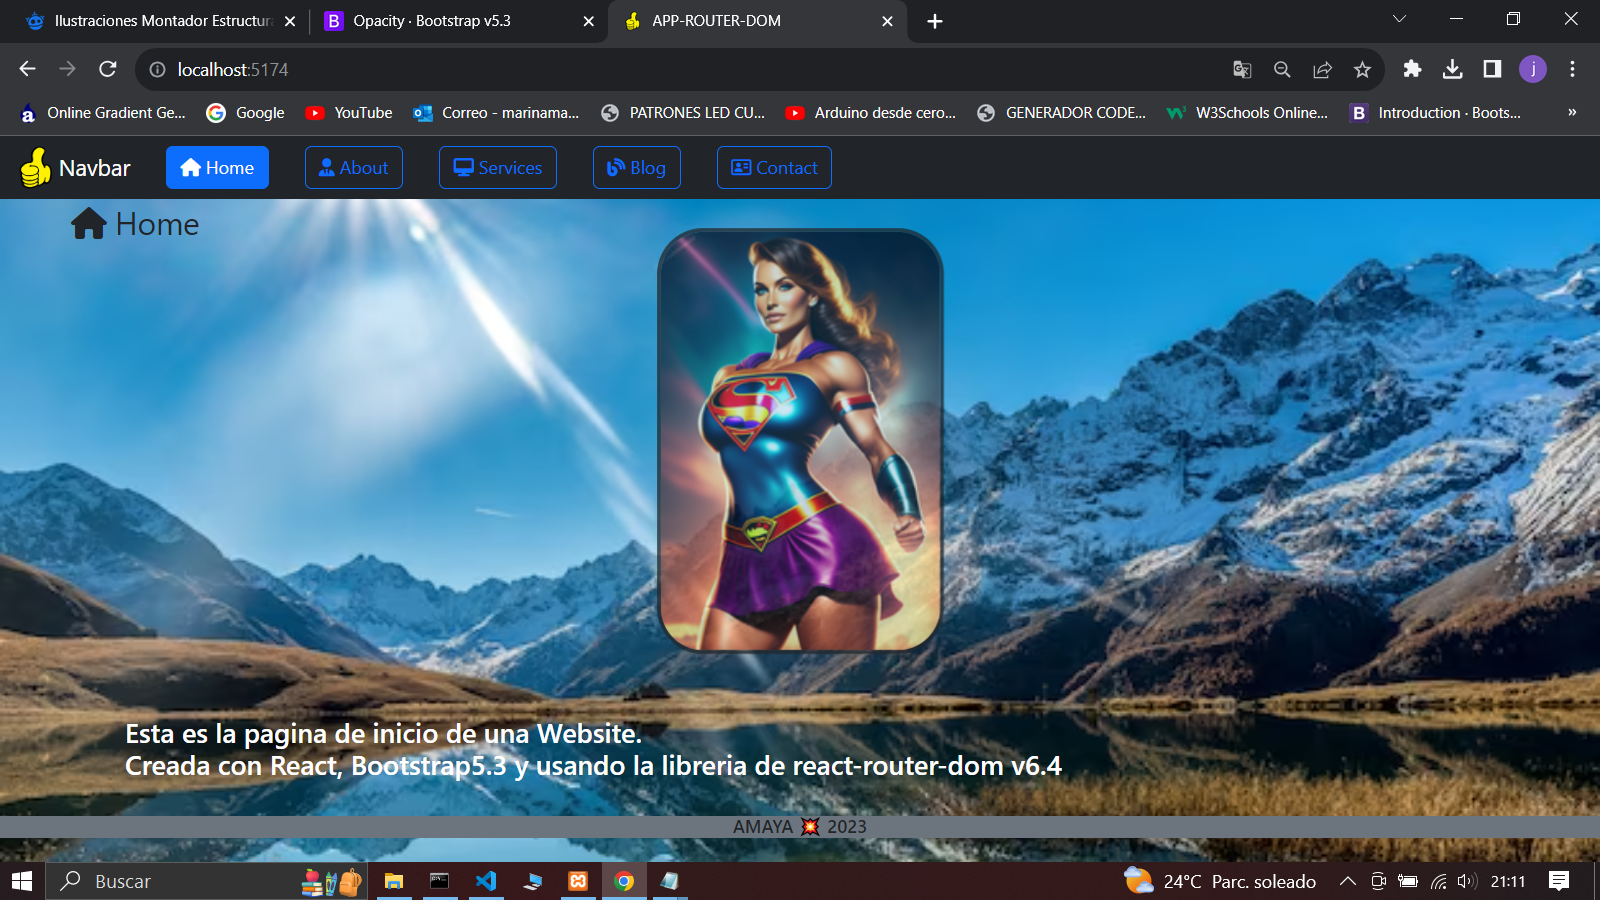 Ilustraciones Montador Estructura
Opacity · Bootstrap v5.3
APP-ROUTER-DOM
localhost:5174
j
Online Gradient Ge...
Google
YouTube
Correo - marinama...
PATRONES LED CU...
Arduino desde cero...
GENERADOR CODE...
W3Schools Online...
Introduction · Boots...
»
Navbar
Home
About
Services
Blog
Contact
Home
Esta es la pagina de inicio de una Website.
Creada con React, Bootstrap5.3 y usando la libreria de react-router-dom v6.4
AMAYA 💥 2023
Buscar
24°C Parc. soleado
21:11